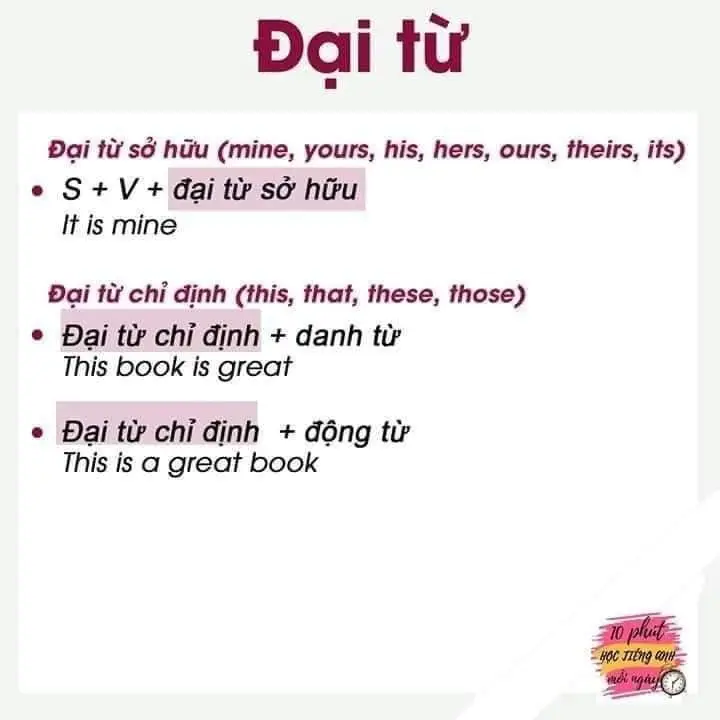 Đại từ
Đại từ sở hữu (mine, yours, his, hers, ours, theirs, its)
• S + V + đại từ sở hữu
It is mine
Đại từ chỉ định (this, that, these, those)
• Đại từ chỉ định + danh từ
This book is great
• Đại từ chỉ định + động từ
This is a great book
10 phút
HỌC TIẾNG ANH
mỗi ngày